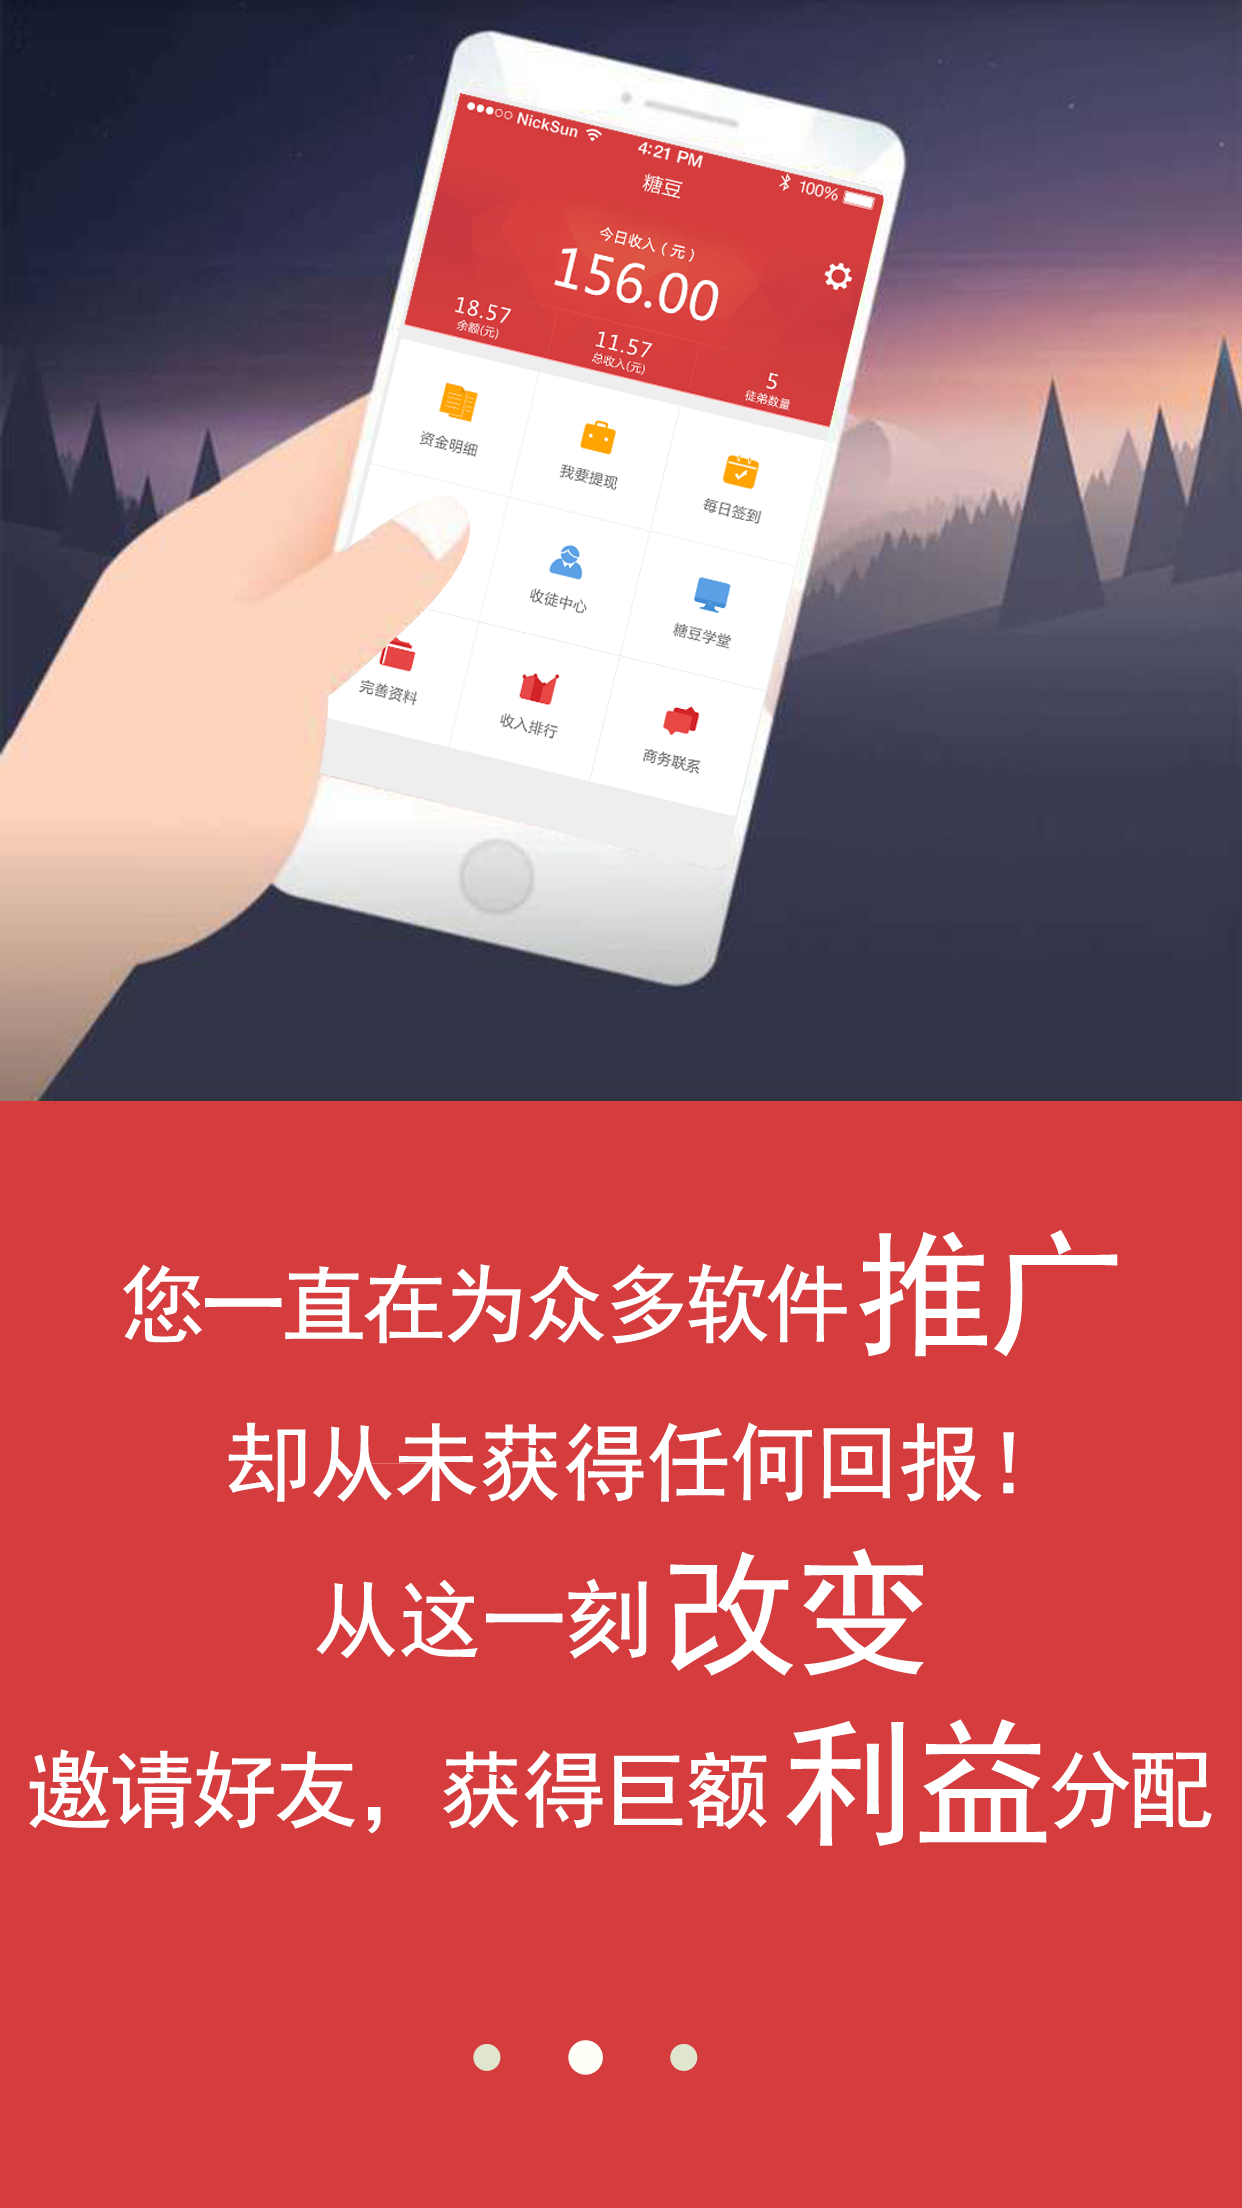 NickSun 4:21 PM 100%
糖豆
今日收入(元)
156.00
18.57 11.57 5
余额(元) 总收入(元) 徒弟数量
资金明细 我要提现 每日签到
收徒中心 糖豆学堂
完善资料 收入排行 商务联系
您一直在为众多软件推广
却从未获得任何回报!
从这一刻改变
邀请好友，获得巨额利益分配